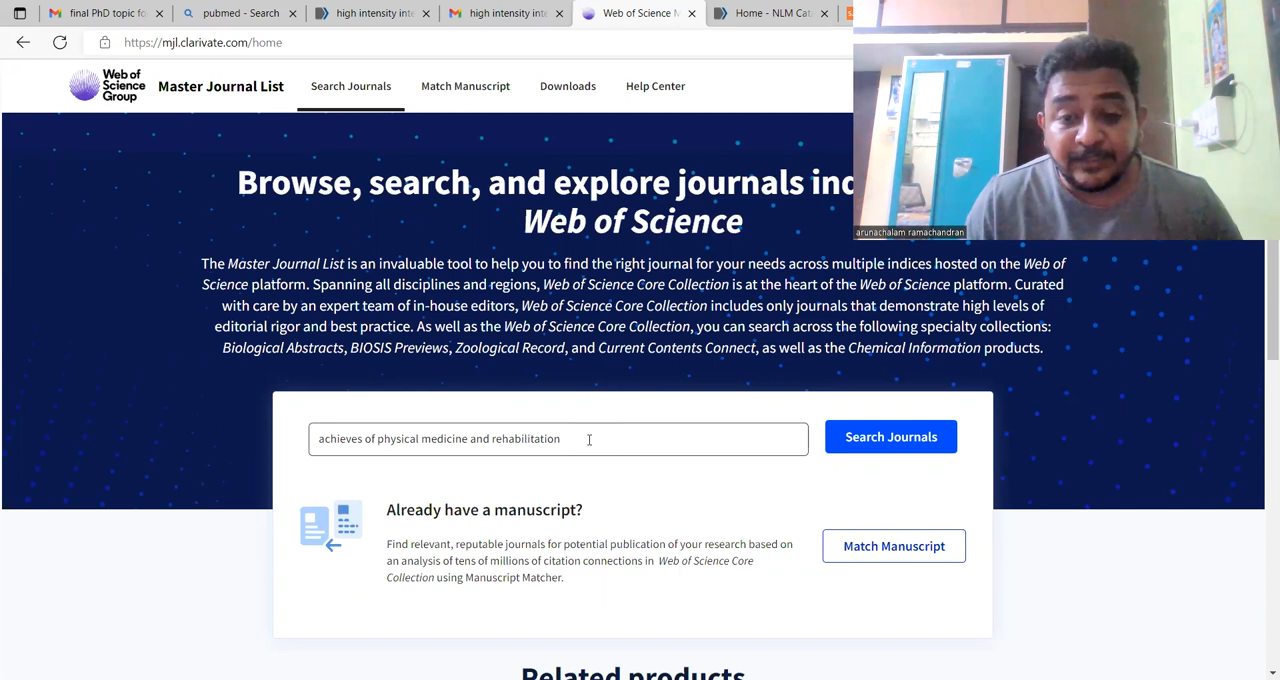 final PhD topic fo
pubmed - Search
high intensity inte
high intensity inte
Web of Science M
Home - NLM Cat
https://mjl.clarivate.com/home
Web of Science Group
Master Journal List
Search Journals
Match Manuscript
Downloads
Help Center
arunachalam ramachandran
Browse, search, and explore journals ind
Web of Science
The Master Journal List is an invaluable tool to help you to find the right journal for your needs across multiple indices hosted on the Web of
Science platform. Spanning all disciplines and regions, Web of Science Core Collection is at the heart of the Web of Science platform. Curated
with care by an expert team of in-house editors, Web of Science Core Collection includes only journals that demonstrate high levels of
editorial rigor and best practice. As well as the Web of Science Core Collection, you can search across the following specialty collections:
Biological Abstracts, BIOSIS Previews, Zoological Record, and Current Contents Connect, as well as the Chemical Information products.
achieves of physical medicine and rehabilitation
Search Journals
Already have a manuscript?
Find relevant, reputable journals for potential publication of your research based on
an analysis of tens of millions of citation connections in Web of Science Core
Collection using Manuscript Matcher.
Match Manuscript
Related products